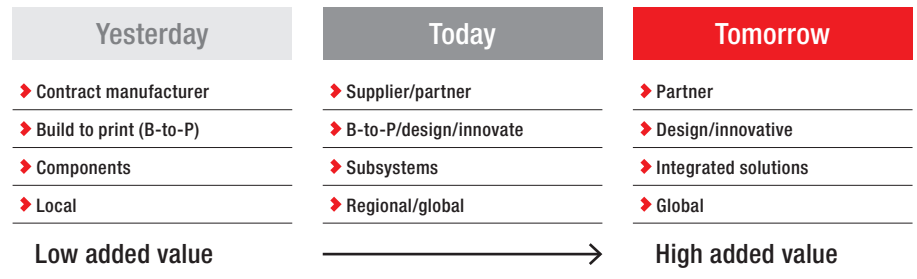 Yesterday
Contract manufacturer
Build to print (B-to-P)
Components
Local
Today
Supplier/partner
B-to-P/design/innovate
Subsystems
Regional/global
Tomorrow
Partner
Design/innovative
Integrated solutions
Global
Low added value
High added value